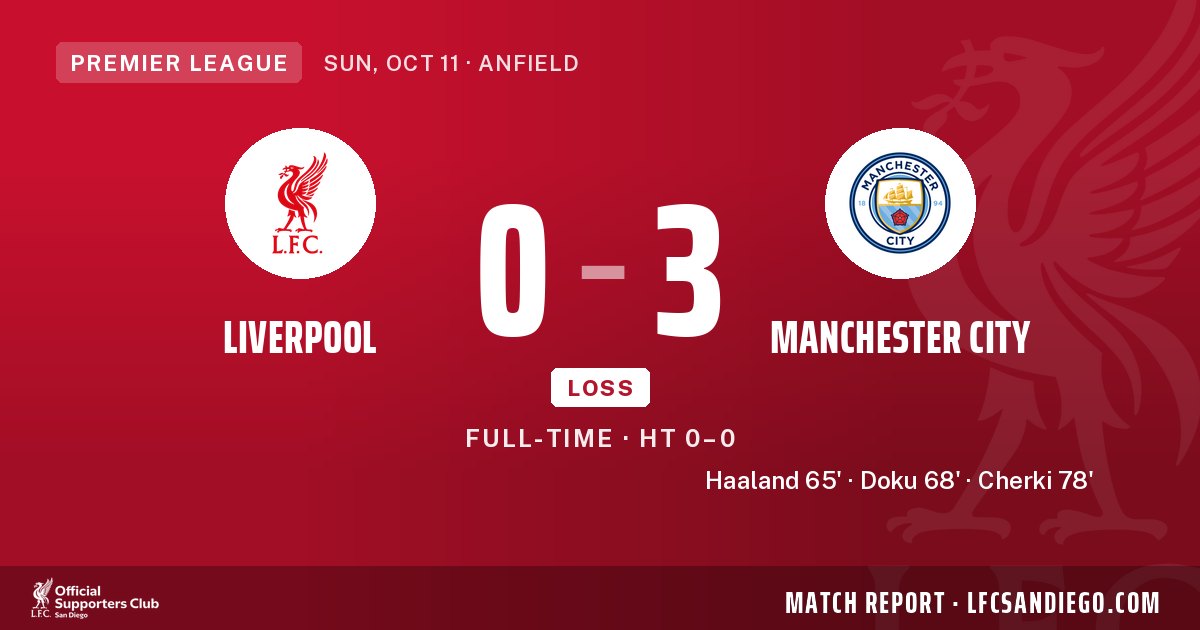 PREMIER LEAGUE SUN, OCT 11 · ANFIELD
L.F.C.
MANCHESTER
18 94
CITY
0 – 3
LIVERPOOL
MANCHESTER CITY
LOSS
FULL-TIME · HT 0–0
Haaland 65' · Doku 68' · Cherki 78'
L.F.C.
Official
Supporters Club
San Diego
MATCH REPORT · LFCSANDIEGO.COM